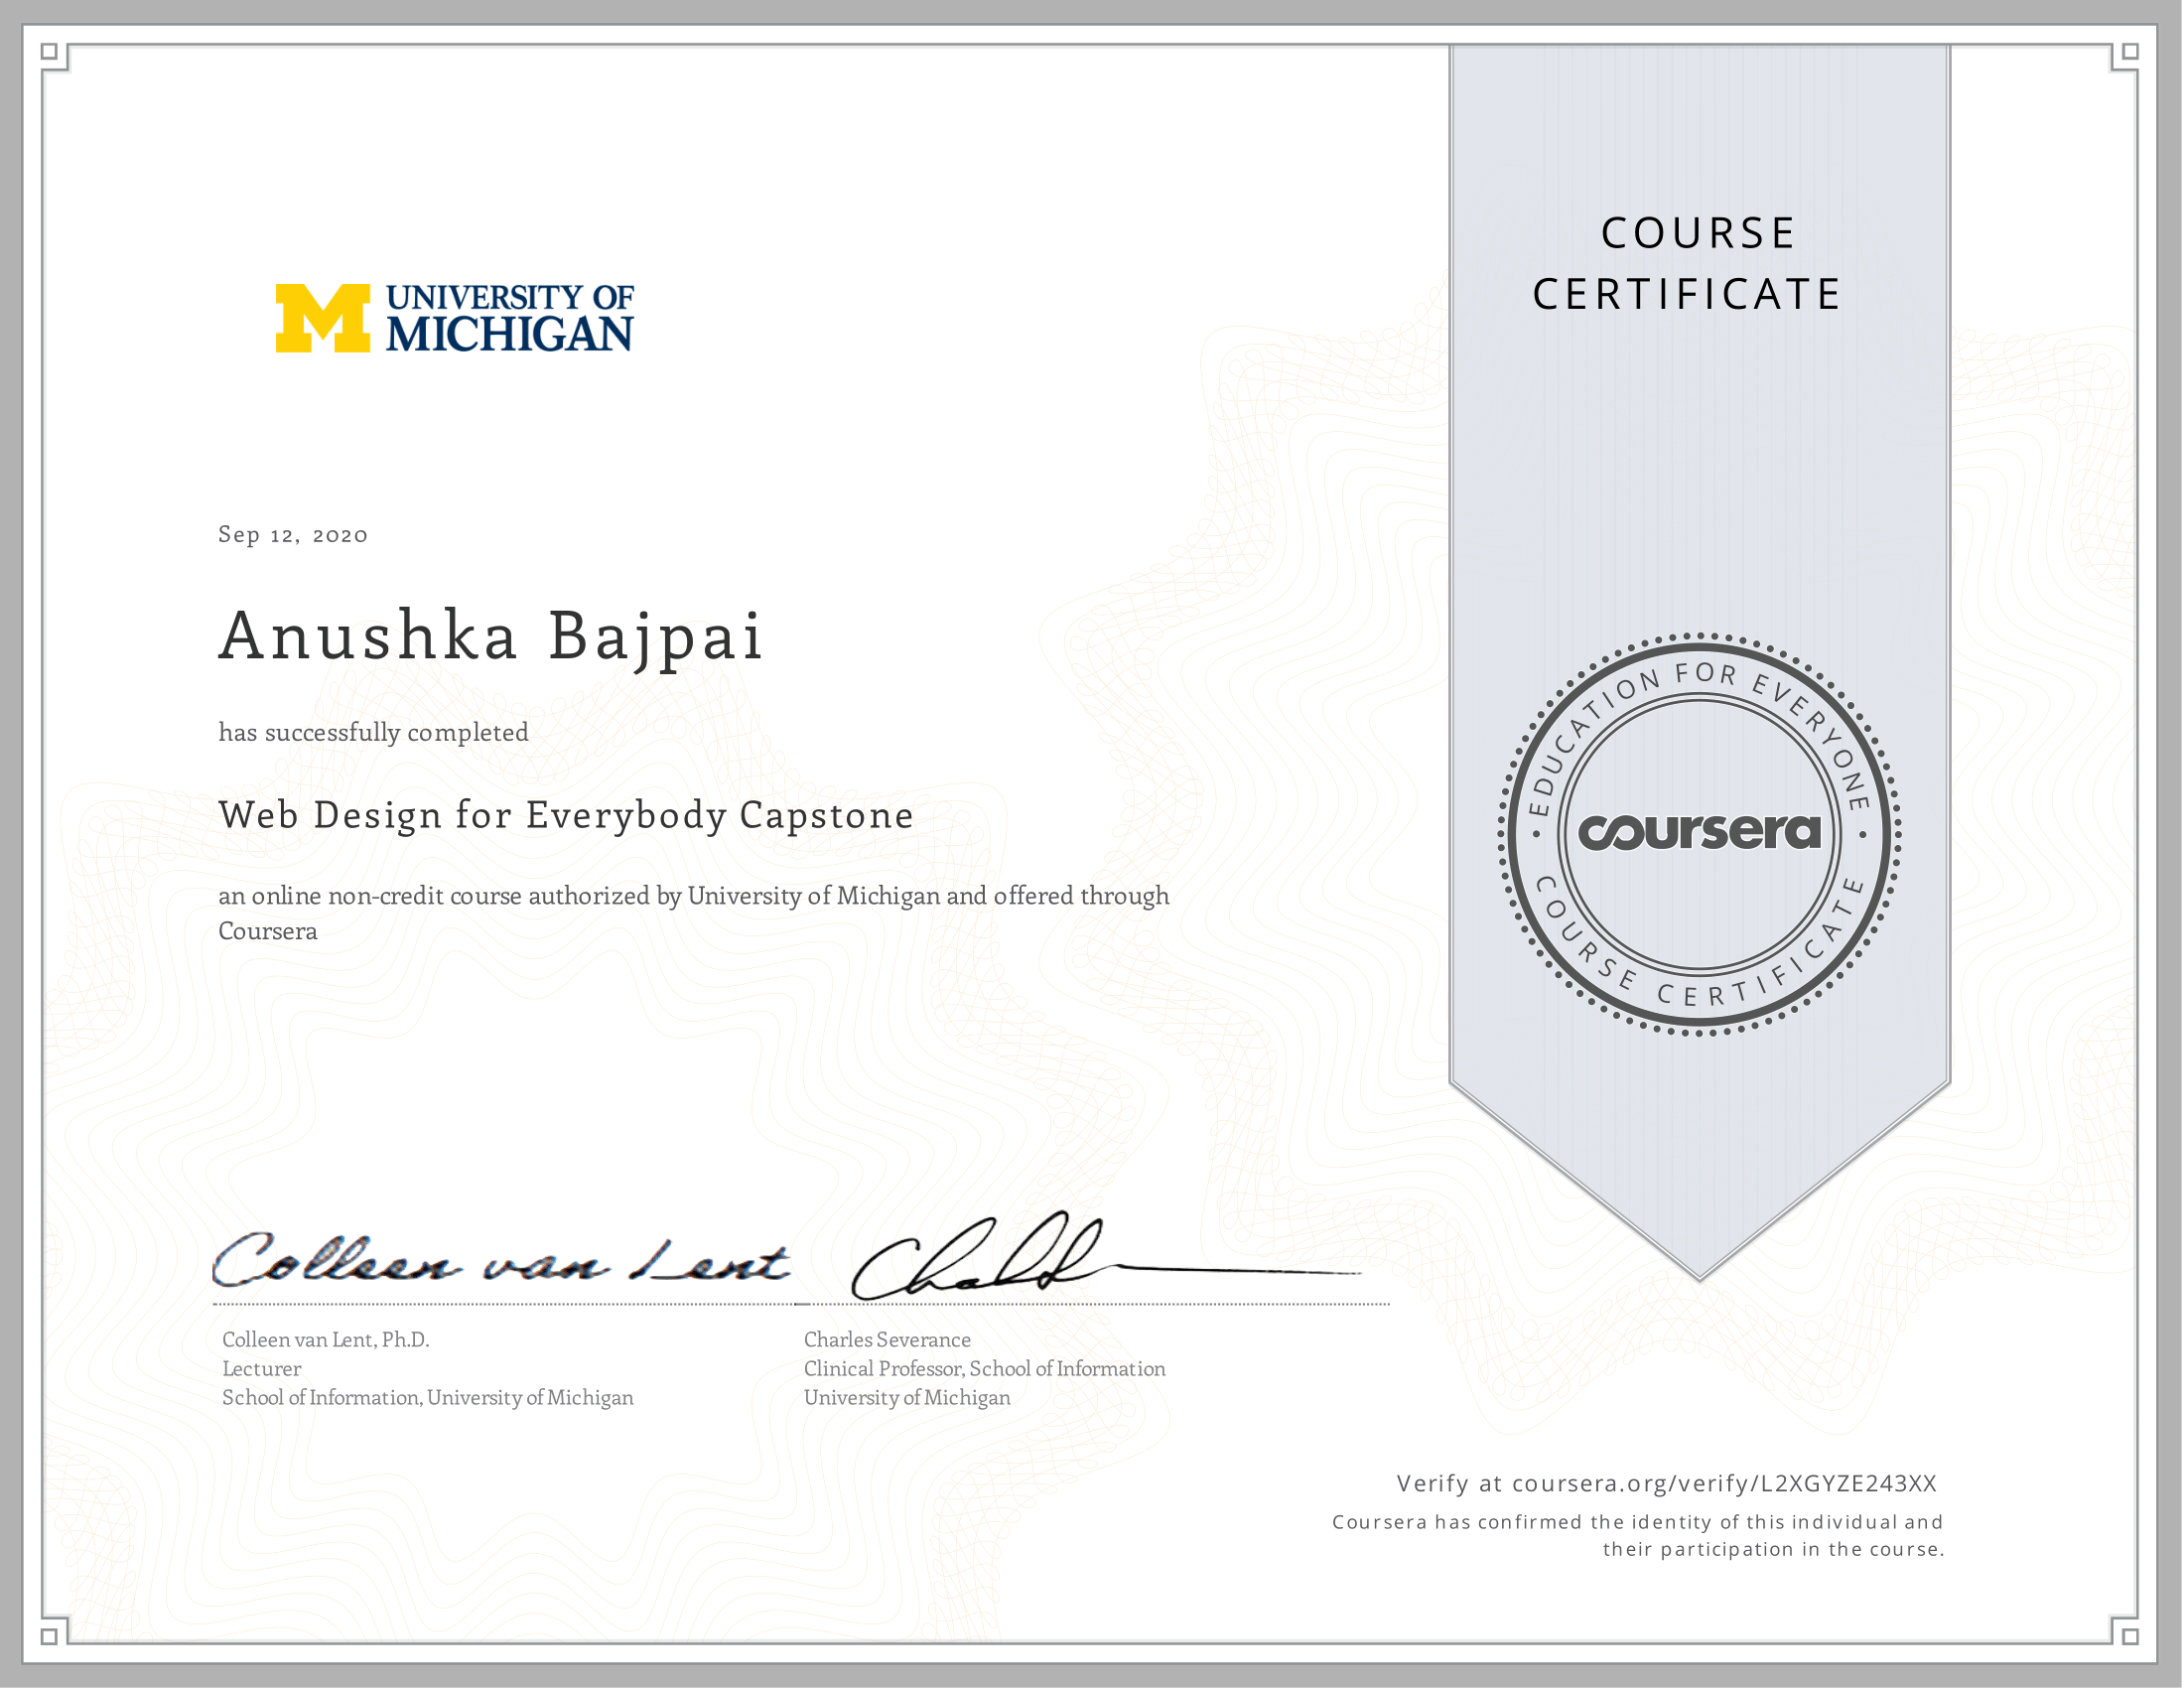 UNIVERSITY OF
MICHIGAN
COURSE
CERTIFICATE
Sep 12, 2020
Anushka Bajpai
has successfully completed
Web Design for Everybody Capstone
an online non-credit course authorized by University of Michigan and offered through
Coursera
EDUCATION FOR EVERYONE
coursera
COURSE CERTIFICATE
Colleen van Lent
Colleen van Lent, Ph.D.
Lecturer
School of Information, University of Michigan
Charles Severance
Clinical Professor, School of Information
University of Michigan
Verify at coursera.org/verify/L2XGYZE243XX
Coursera has confirmed the identity of this individual and
their participation in the course.